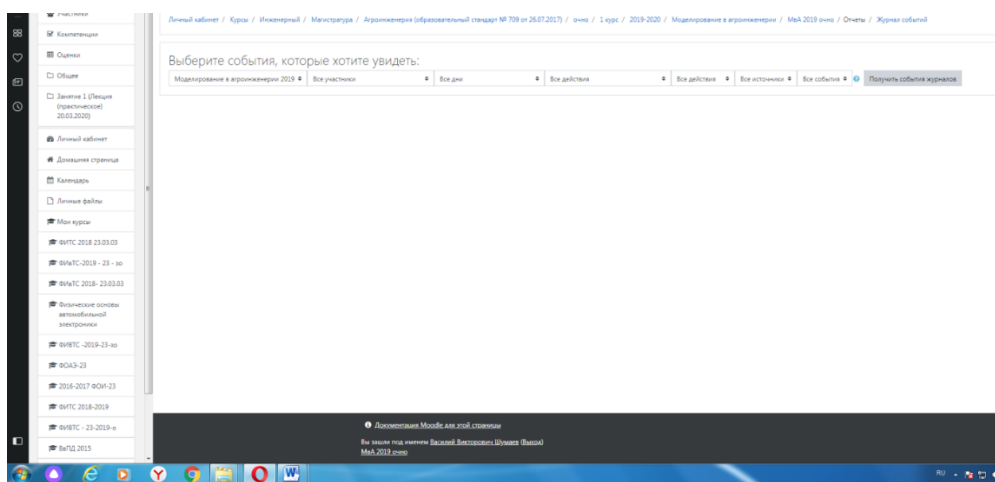 Участники
Компетенции
Оценки
Общее
Занятие 1 (Лекция
(практическое)
20.03.2020)
Личный кабинет
Домашняя страница
Календарь
Личные файлы
Мои курсы
ФИТС 2018 23.03.03
ФИвТС-2019 - 23 - зо
ФИвТС 2018- 23.03.03
Физические основы
автомобильной
электроники
ФИВТС -2019-23-зо
ФОАЭ-23
2016-2017 ФОИ-23
ФИТС 2018-2019
ФИВТС - 23-2019-о
ВвПД 2015
Личный кабинет / Курсы / Инженерный / Магистратура / Агроинженерия (образовательный стандарт № 709 от 26.07.2017) / очно / 1 курс / 2019-2020 / Моделирование в агроинженерии / МвА 2019 очно / Отчеты / Журнал событий
Выберите события, которые хотите увидеть:
Моделирование в агроинженерии 2019 Все участники Все дни Все действия Все действия Все источники Все события Получить события журналов
Документация Moodle для этой страницы
Вы зашли под именем Василий Викторович Шумаев (Выход)
МвА 2019 очно
RU